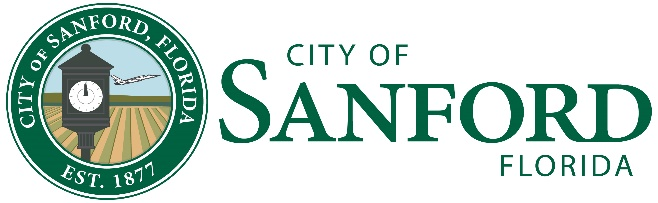 CITY OF SANFORD, FLORIDA
EST. 1877
CITY OF
SANFORD
FLORIDA